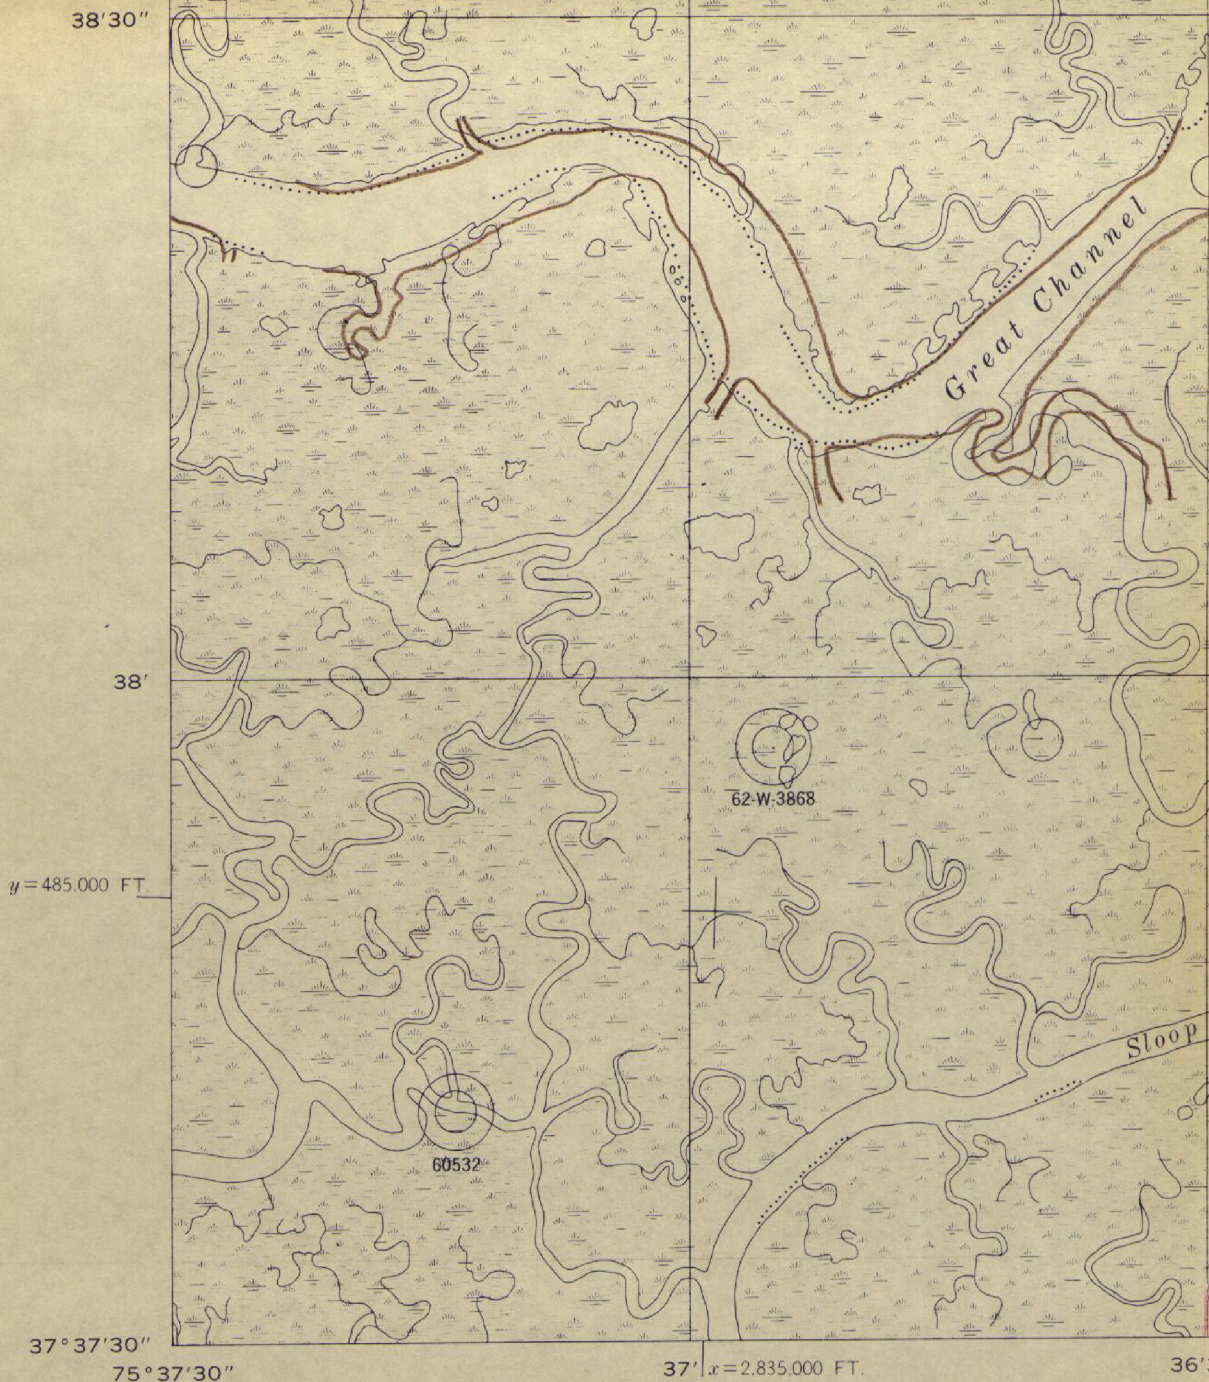 38'30"
Great Channel
38'
62-W-3868
y=485,000 FT.
Sloop
60532
37°37'30"
75°37'30"
37'
x=2,835,000 FT.